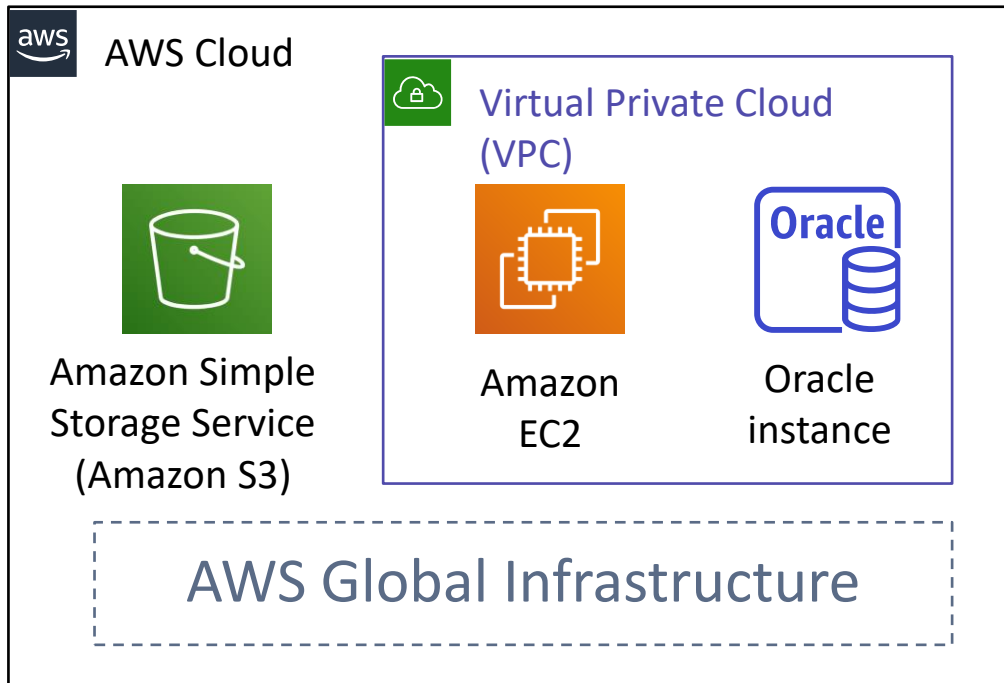 aws
AWS Cloud
Virtual Private Cloud
(VPC)
Oracle
Amazon Simple
Storage Service
(Amazon S3)
Amazon
EC2
Oracle
instance
AWS Global Infrastructure